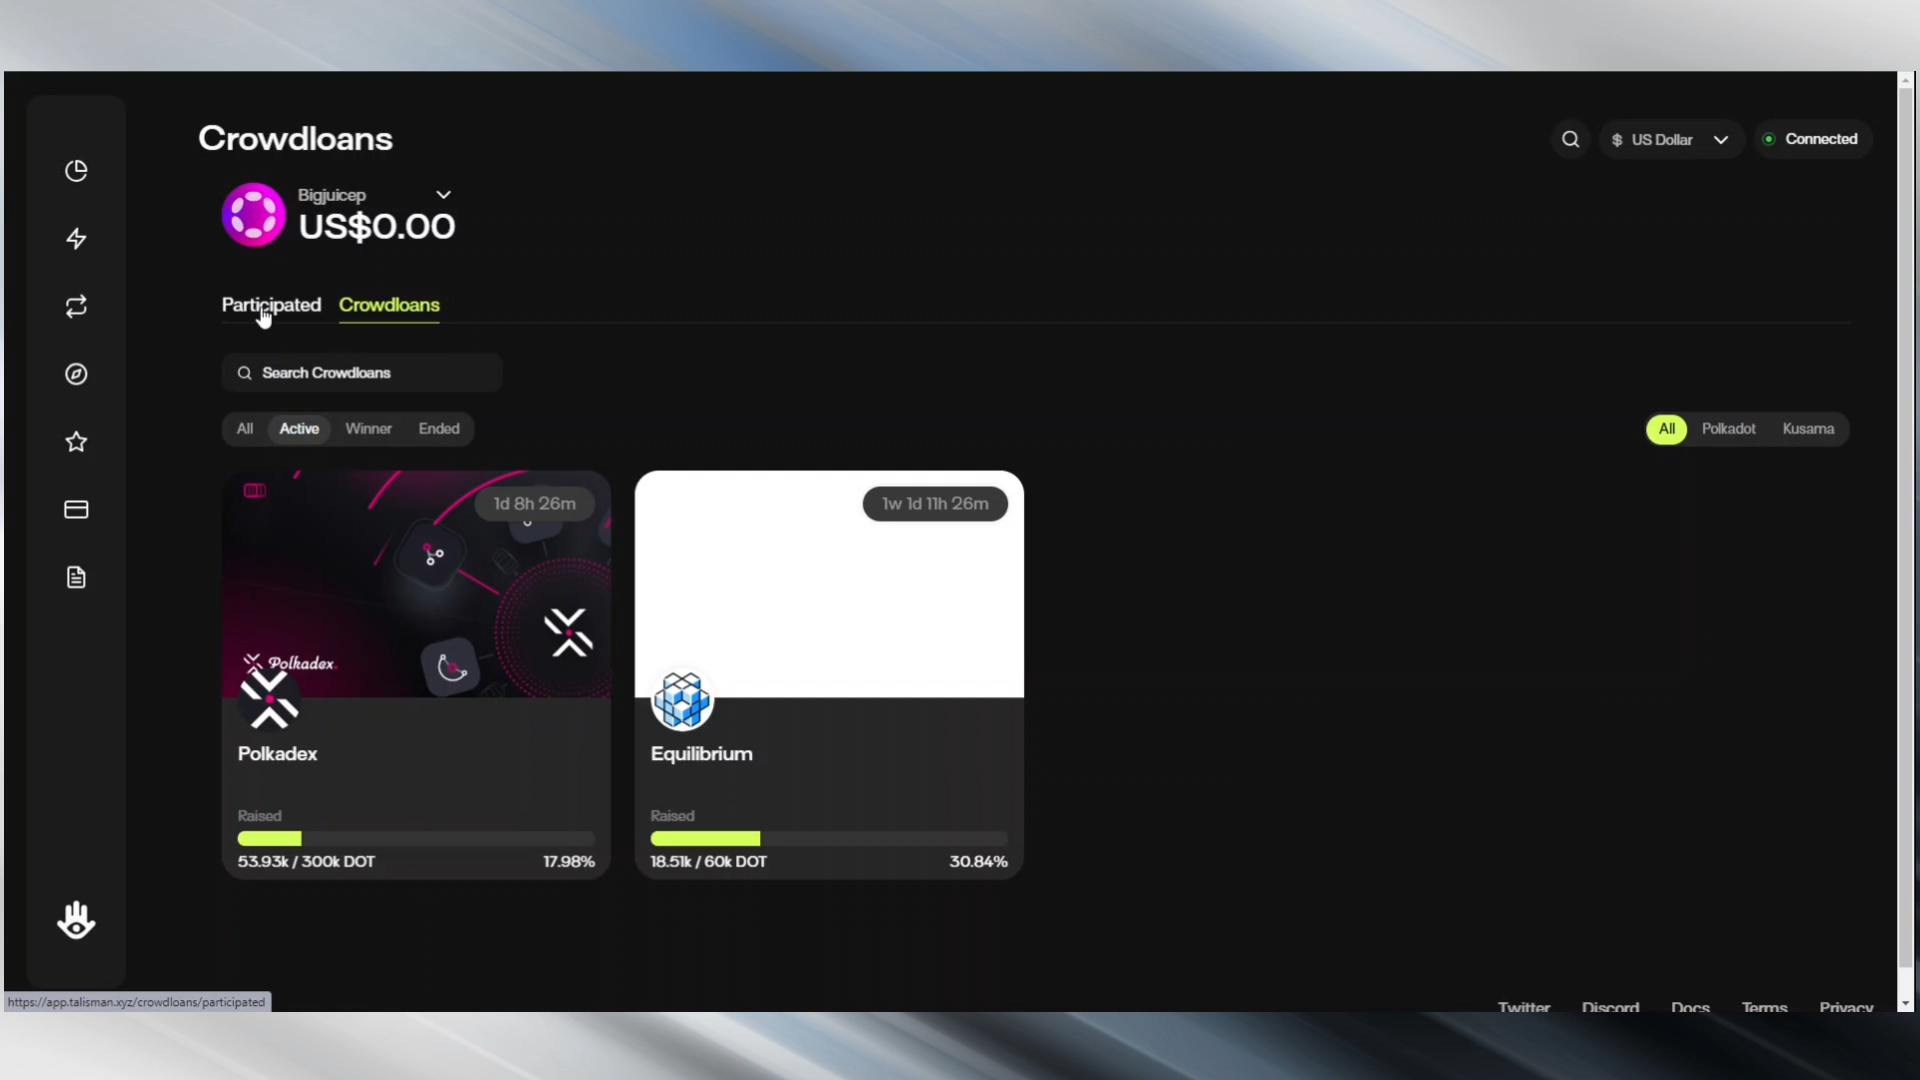 Crowdloans
$ US Dollar
Connected
Bigjuicep
US$0.00
Participated Crowdloans
Search Crowdloans
All Active Winner Ended
All Polkadot Kusama
1d 8h 26m
1w 1d 11h 26m
Polkadex.
Polkadex
Equilibrium
Raised
Raised
53.93k / 300k DOT 17.98%
18.51k / 60k DOT 30.84%
https://app.talisman.xyz/crowdloans/participated
Twitter Discord Docs Terms Privacy